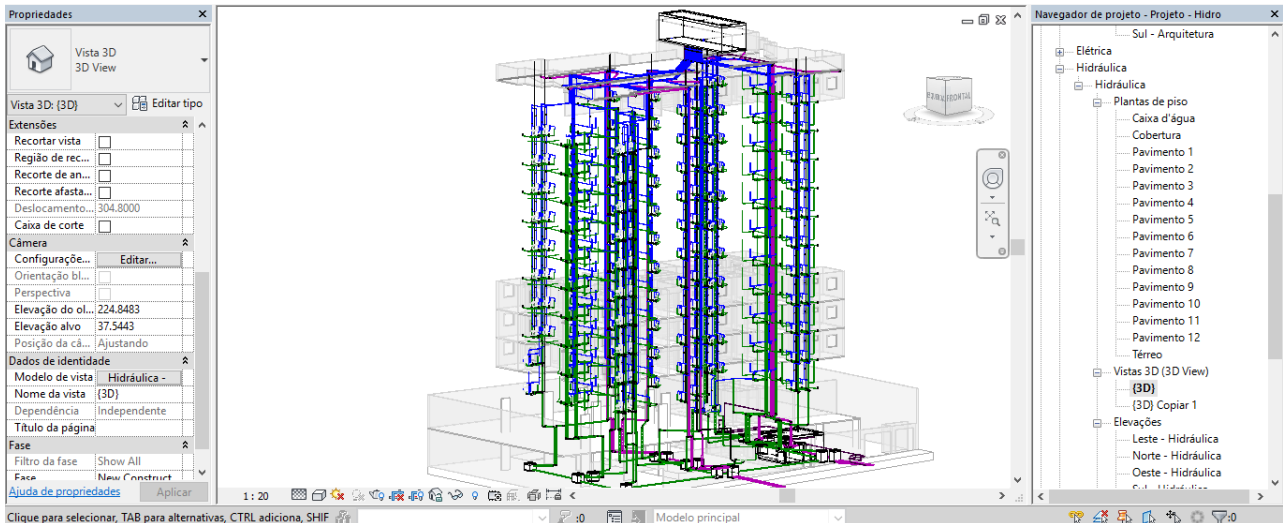 Propriedades
Vista 3D
3D View
Vista 3D: {3D}
Editar tipo
Extensões
Recortar vista
Região de rec...
Recorte de an...
Recorte afasta...
Deslocamento... 304.8000
Caixa de corte
Câmera
Configuraçõe... Editar...
Orientação bl...
Perspectiva
Elevação do ol... 224.8483
Elevação alvo 37.5443
Posição da câ... Ajustando
Dados de identidade
Modelo de vista Hidráulica -
Nome da vista {3D}
Dependência Independente
Título da página
Fase
Filtro da fase Show All
Fase New Construct
Ajuda de propriedades
Aplicar
FRONTAL
1 : 20
Navegador de projeto - Projeto - Hidro
Sul - Arquitetura
Elétrica
Hidráulica
Hidráulica
Plantas de piso
Caixa d'água
Cobertura
Pavimento 1
Pavimento 2
Pavimento 3
Pavimento 4
Pavimento 5
Pavimento 6
Pavimento 7
Pavimento 8
Pavimento 9
Pavimento 10
Pavimento 11
Pavimento 12
Térreo
Vistas 3D (3D View)
{3D}
{3D} Copiar 1
Elevações
Leste - Hidráulica
Norte - Hidráulica
Oeste - Hidráulica
Sul - Hidráulica
Clique para selecionar, TAB para alternativas, CTRL adiciona, SHIF
:0
Modelo principal
:0